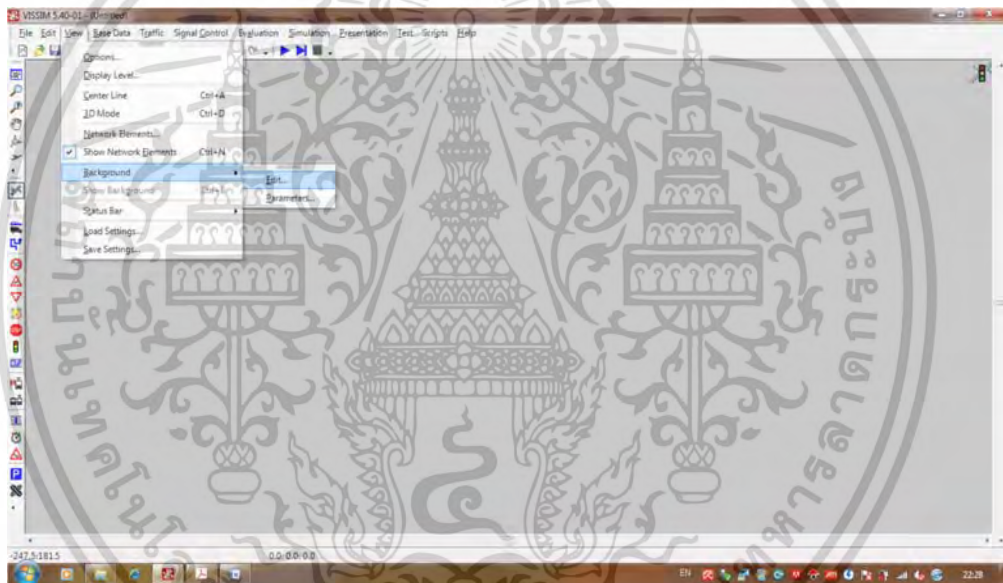 VISSIM 5.40-01 - (Unnamed)
File Edit View Base Data Traffic Signal Control Evaluation Simulation Presentation Test Scripts Help
Options...
Display Level...
Center Line Ctrl+A
3D Mode Ctrl+D
Network Elements...
Show Network Elements Ctrl+N
Background
Edit...
Show Background
Parameters...
Status Bar
Load Settings...
Save Settings...
-247.5:181.5
0.0: 0.0: 0.0
EN
22:28